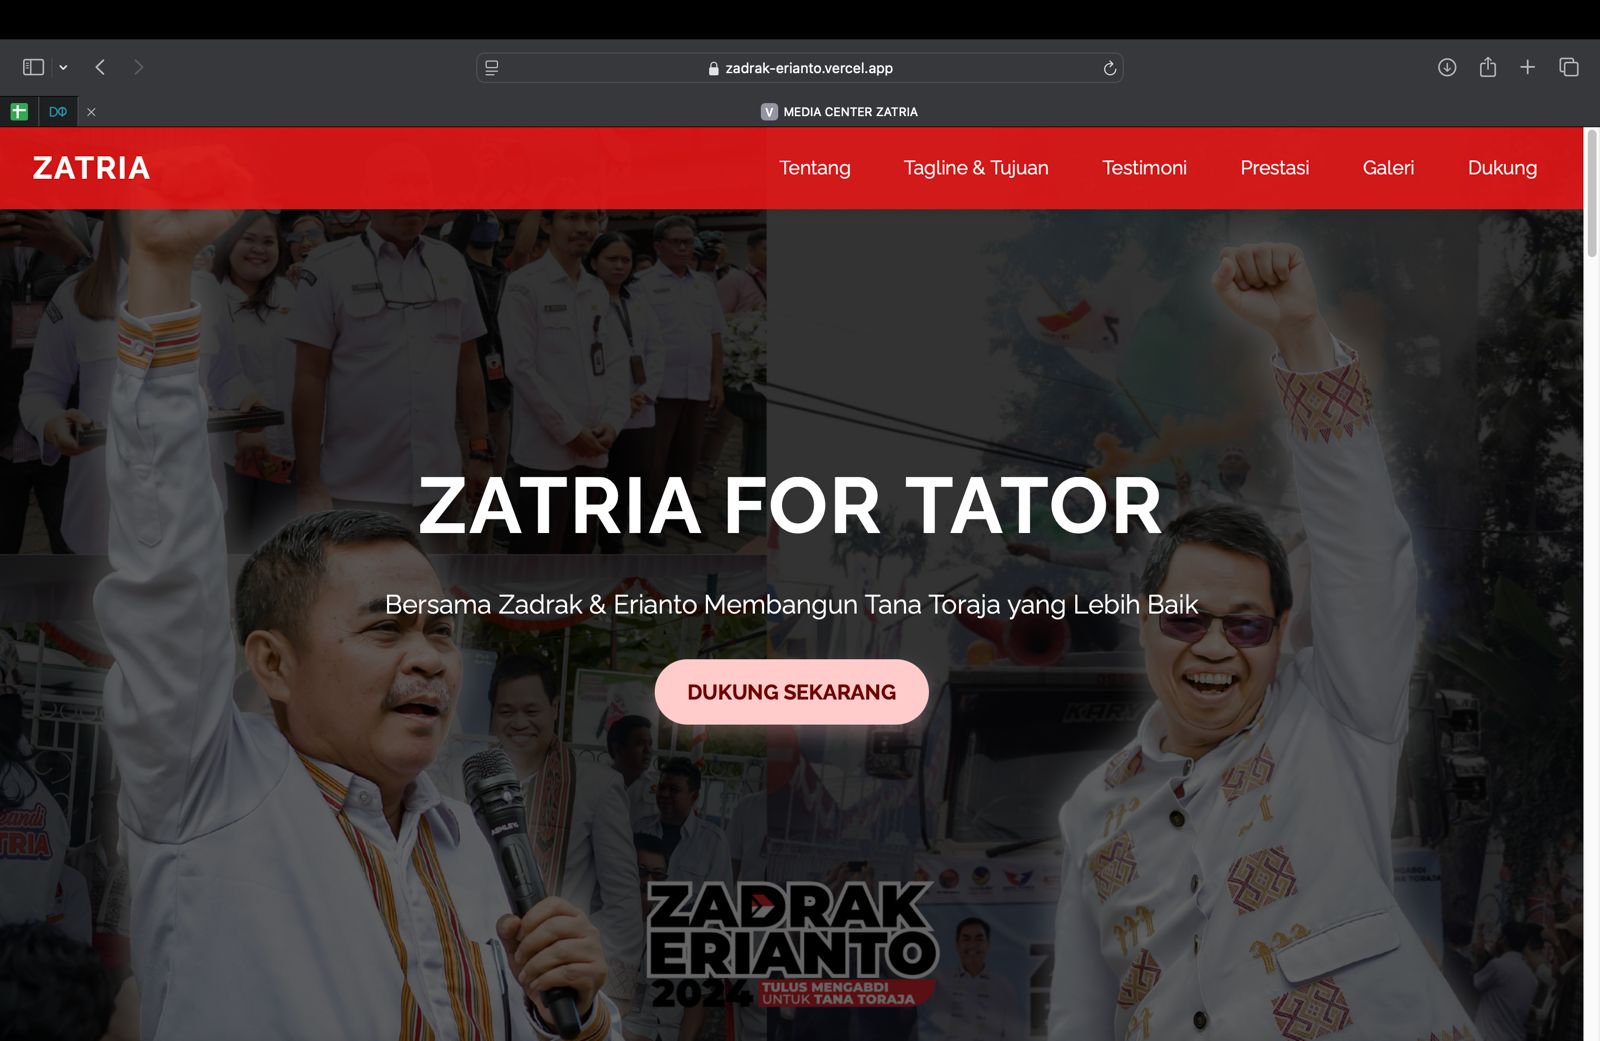 zadrak-erianto.vercel.app
DΦ
V MEDIA CENTER ZATRIA
ZATRIA
Tentang
Tagline & Tujuan
Testimoni
Prestasi
Galeri
Dukung
ZATRIA FOR TATOR
Bersama Zadrak & Erianto Membangun Tana Toraja yang Lebih Baik
DUKUNG SEKARANG
ZADRAK
ERIANTO
2024 TULUS MENGABDI
UNTUK TANA TORAJA